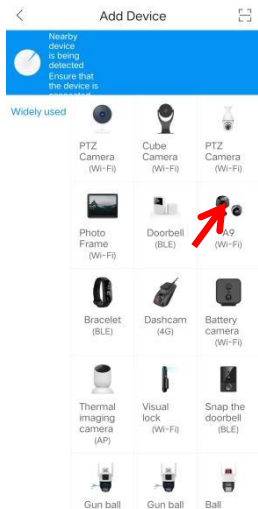 Add Device
Nearby
device
is being
detected
Ensure that
the device is
Widely used
PTZ
Camera
(Wi-Fi)
Cube
Camera
(Wi-Fi)
PTZ
Camera
(Wi-Fi)
Photo
Frame
(Wi-Fi)
Doorbell
(BLE)
A9
(Wi-Fi)
Bracelet
(BLE)
Dashcam
(4G)
Battery
camera
(Wi-Fi)
Thermal
imaging
camera
(AP)
Visual
lock
(Wi-Fi)
Snap the
doorbell
(BLE)
Gun ball
Gun ball
Ball